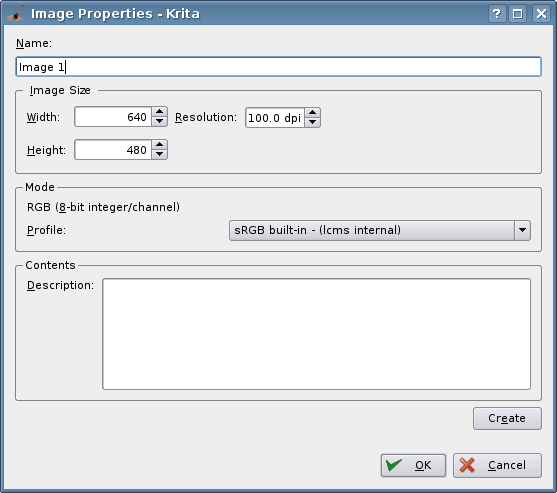 Image Properties - Krita
Name:
Image 1
Image Size
Width: 640 Resolution: 100.0 dpi
Height: 480
Mode
RGB (8-bit integer/channel)
Profile: sRGB built-in - (lcms internal)
Contents
Description:
Create
OK Cancel